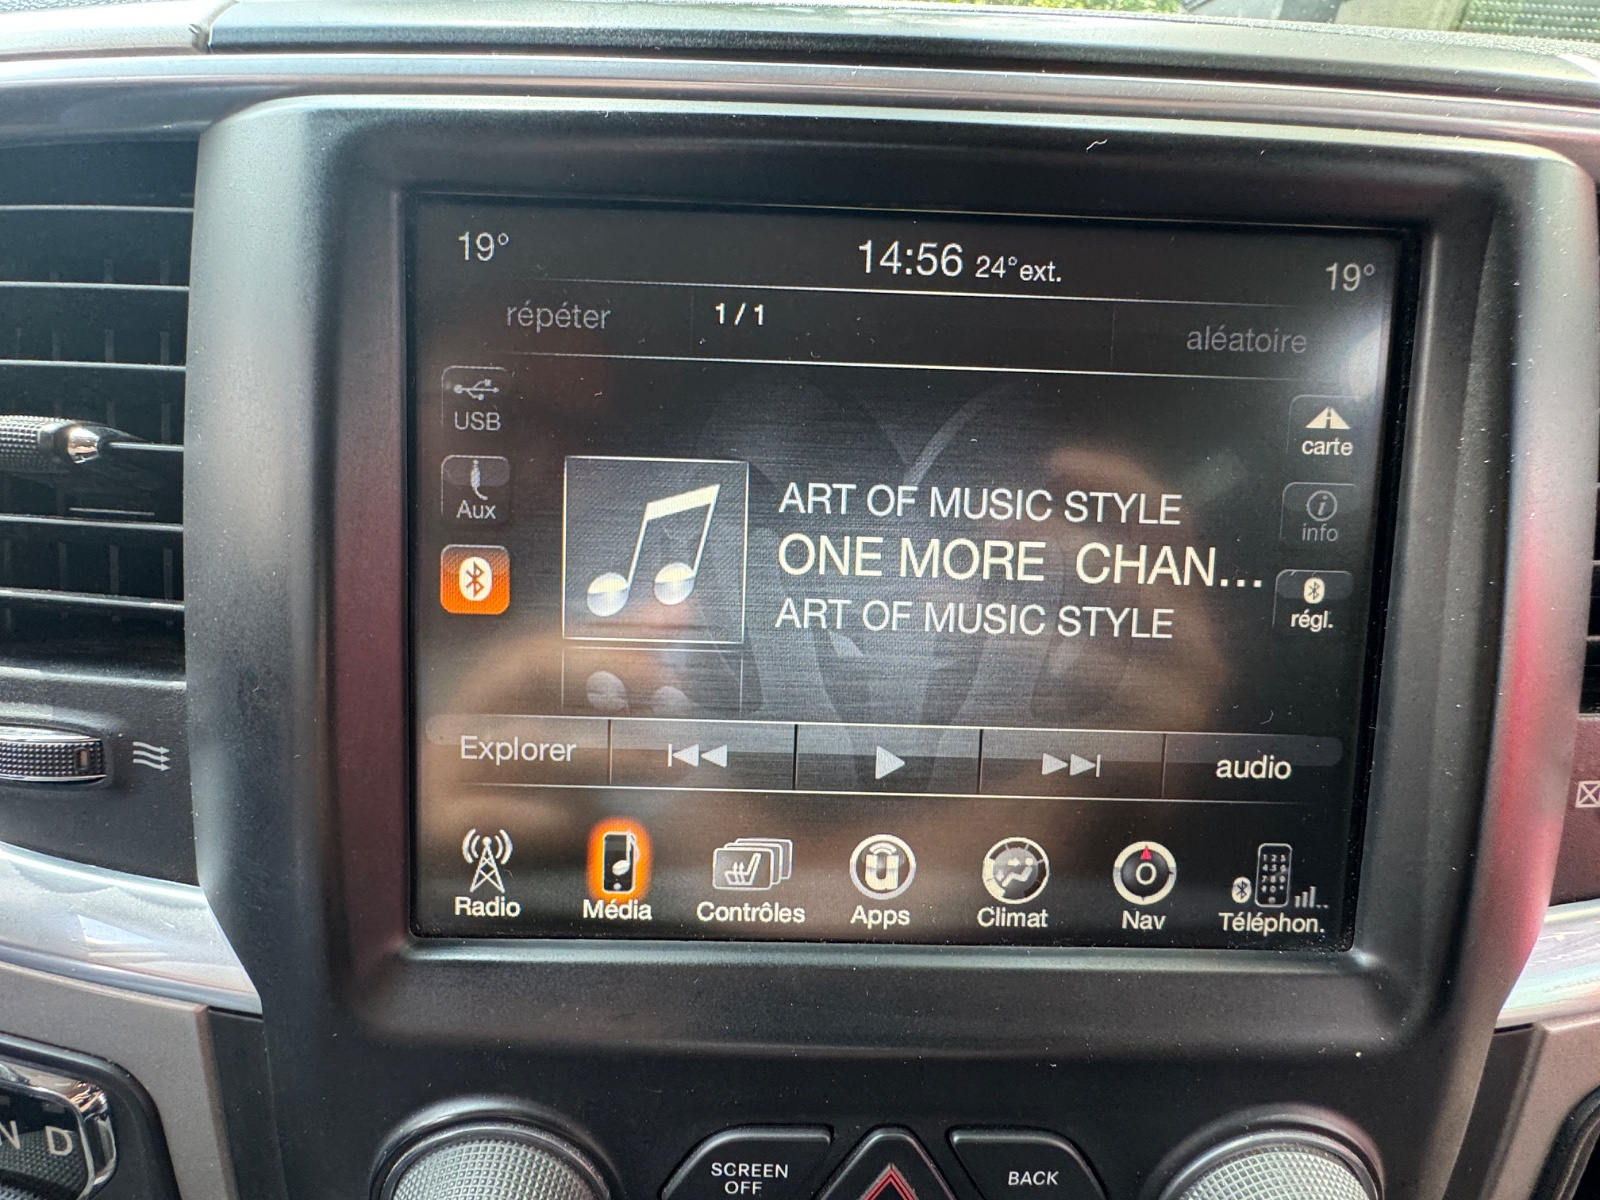 19° 14:56 24°ext. 19°
répéter 1 / 1 aléatoire
USB
Aux
ART OF MUSIC STYLE
ONE MORE CHAN...
ART OF MUSIC STYLE
carte
info
régl.
Explorer audio
Radio Média Contrôles Apps Climat Nav Téléphon.
N D
SCREEN
OFF
BACK